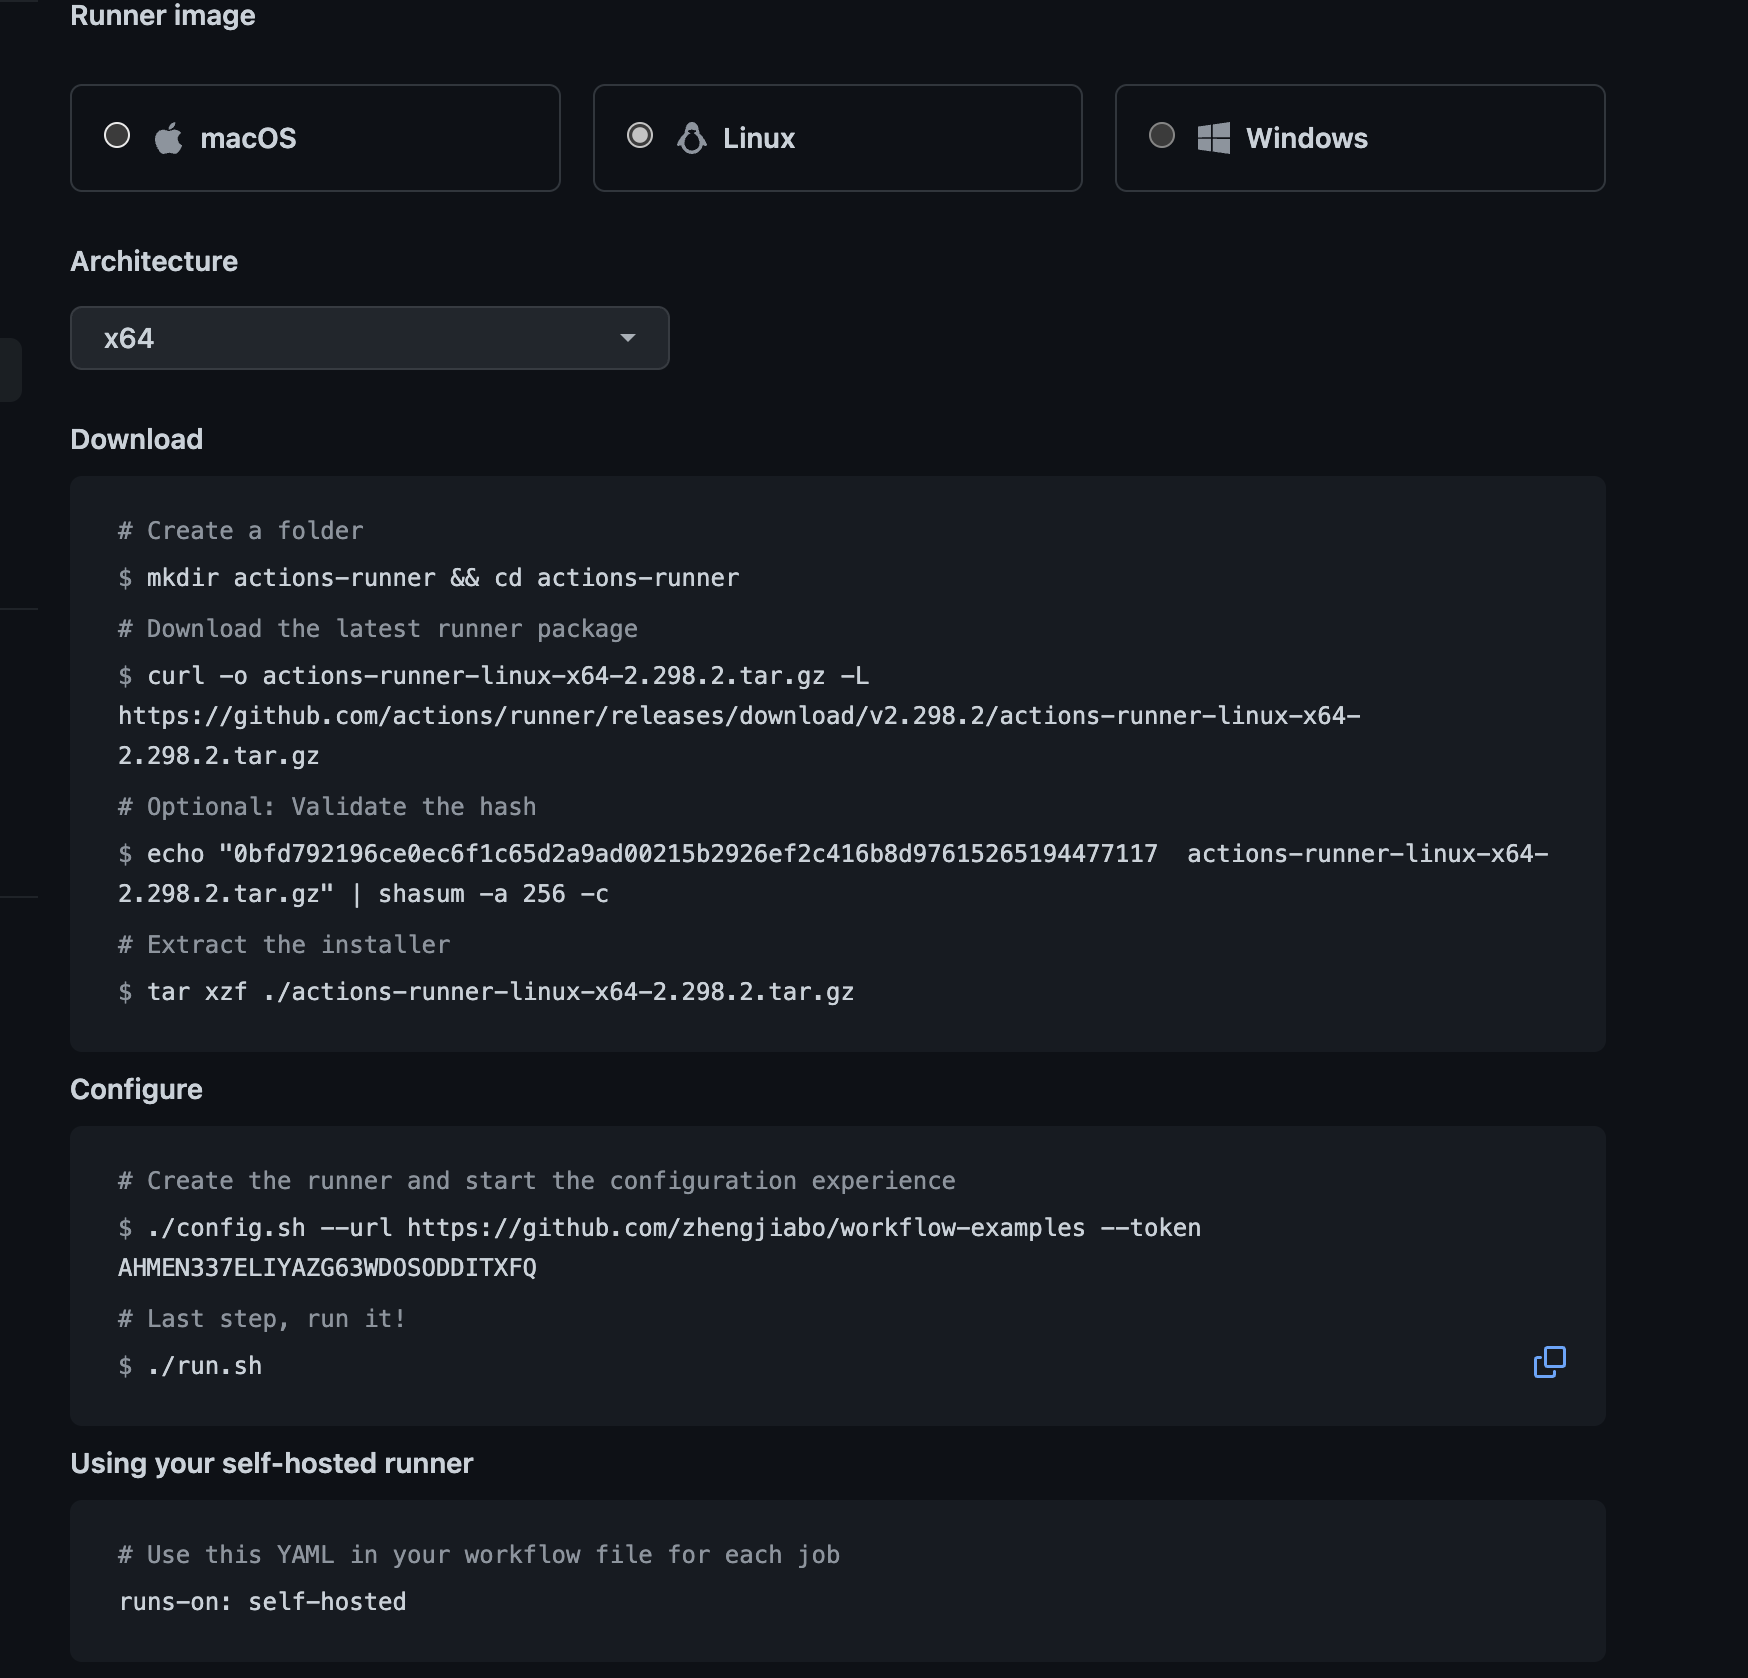 Runner image
macOS
Linux
Windows
Architecture
x64
Download
# Create a folder
$ mkdir actions-runner && cd actions-runner
# Download the latest runner package
$ curl -o actions-runner-linux-x64-2.298.2.tar.gz -L
https://github.com/actions/runner/releases/download/v2.298.2/actions-runner-linux-x64-
2.298.2.tar.gz
# Optional: Validate the hash
$ echo "0bfd792196ce0ec6f1c65d2a9ad00215b2926ef2c416b8d97615265194477117  actions-runner-linux-x64-
2.298.2.tar.gz" | shasum -a 256 -c
# Extract the installer
$ tar xzf ./actions-runner-linux-x64-2.298.2.tar.gz
Configure
# Create the runner and start the configuration experience
$ ./config.sh --url https://github.com/zhengjiabo/workflow-examples --token
AHMEN337ELIYAZG63WDOSODDITXFQ
# Last step, run it!
$ ./run.sh
Using your self-hosted runner
# Use this YAML in your workflow file for each job
runs-on: self-hosted